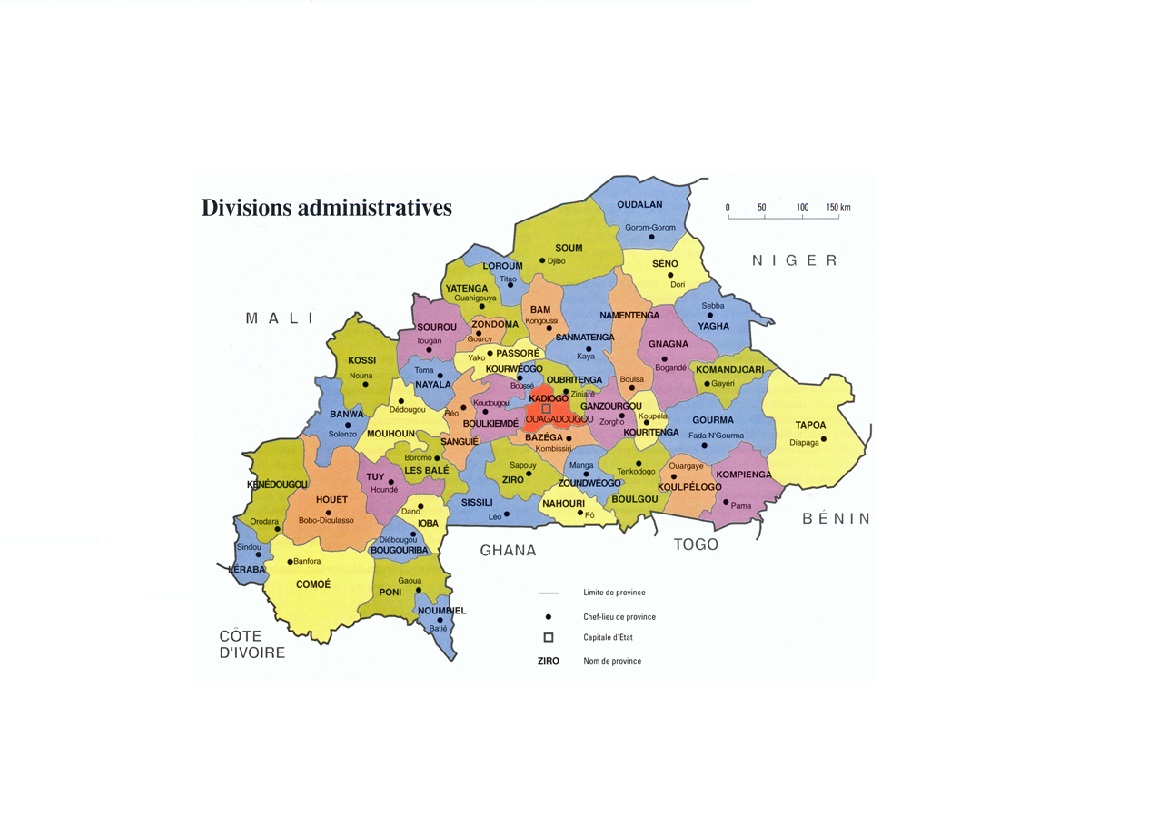 Divisions administratives
0 50 100 150 km
OUDALAN
Gorom-Gorom
SOUM
Djibo
SENO
Dori
NIGER
LOROUM
Titao
YATENGA
Ouahigouya
BAM
Kongoussi
NAMENTENGA
Boulsa
Sebba
YAGHA
MALI
SOUROU
Tougan
ZONDOMA
Gourcy
SANMATENGA
Kaya
GNAGNA
Bogandé
KOSSI
Nouna
Yako
PASSORÉ
KOURWÉOGO
Boussé
OUBRITENGA
Ziniaré
KOMANDJOARI
Gayéri
Toma
NAYALA
KADIOGO
OUAGADOUGOU
GANZOURGOU
Zorgho
Koupéla
KOURITENGA
BANWA
Solenzo
Dédougou
MOUHOUN
Réo
SANGUIÉ
Koudougou
BOULKIEMDÉ
GOURMA
Fada N'Gourma
TAPOA
Diapaga
BAZÉGA
Kombissiri
KENÉDOUGOU
Orodara
HOUET
Bobo-Dioulasso
TUY
Houndé
Boromo
LES BALÉ
Sapouy
ZIRO
Manga
ZOUNDWEOGO
Tenkodogo
BOULGOU
Ouargaye
KOULPÉLOGO
KOMPIENGA
Pama
SISSILI
Léo
NAHOURI
Pô
Dano
IOBA
Diébougou
BOUGOURIBA
BÉNIN
GHANA
TOGO
Sindou
LÉRABA
Banfora
COMOÉ
Gaoua
PONI
NOUMBIEL
Batié
CÔTE
D'IVOIRE
Limite de province
Chef-lieu de province
Capitale d'Etat
ZIRO Nom de province